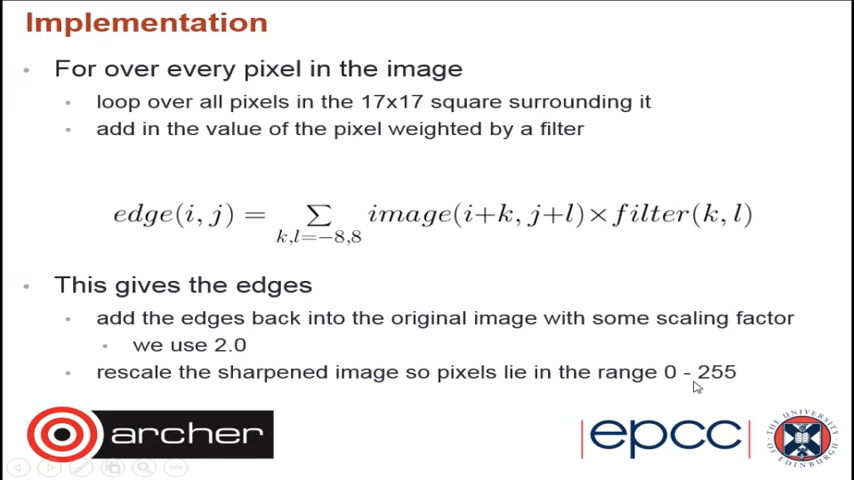 Implementation
For over every pixel in the image
loop over all pixels in the 17x17 square surrounding it
add in the value of the pixel weighted by a filter
edge(i, j) = ∑ image(i+k, j+l)×filter(k, l)
k,l=−8,8
This gives the edges
add the edges back into the original image with some scaling factor
we use 2.0
rescale the sharpened image so pixels lie in the range 0 - 255
archer
|epcc|
THE UNIVERSITY OF EDINBURGH